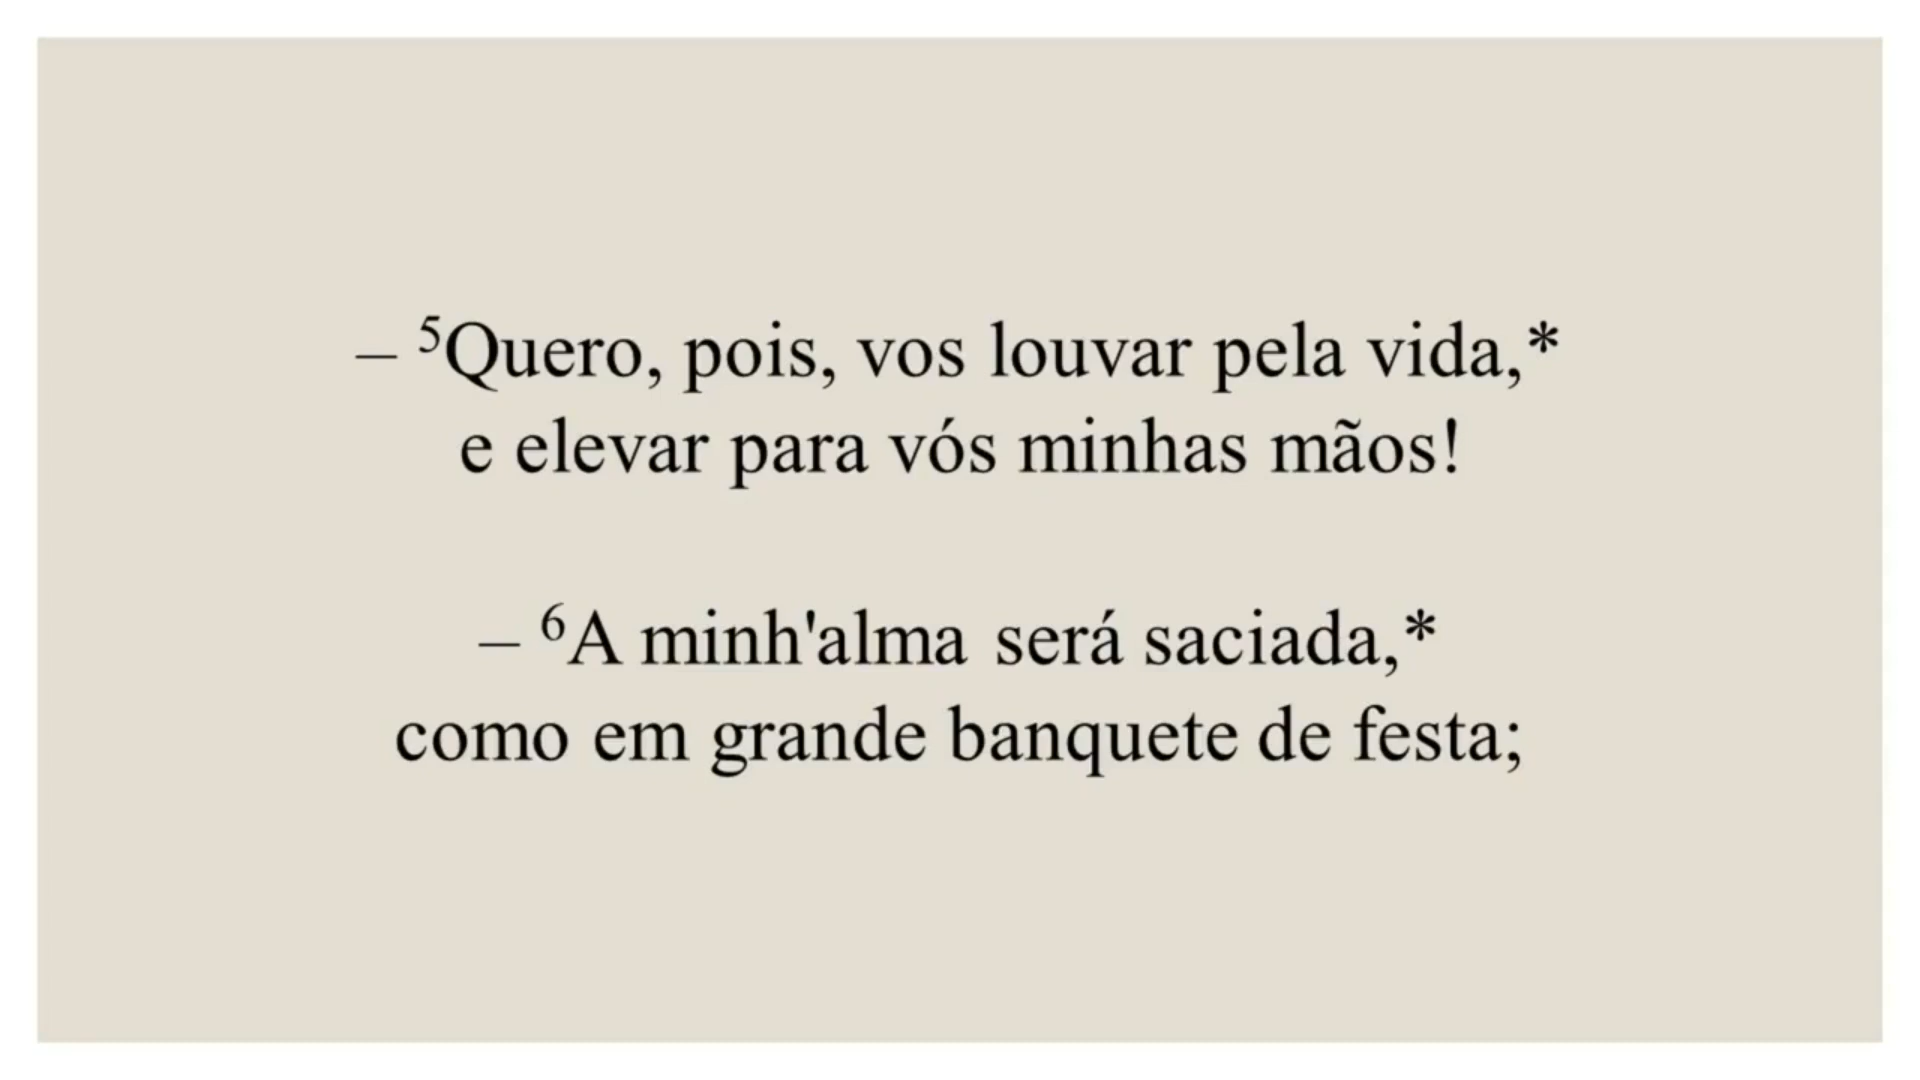 – ⁵Quero, pois, vos louvar pela vida,*
e elevar para vós minhas mãos!
– ⁶A minh'alma será saciada,*
como em grande banquete de festa;